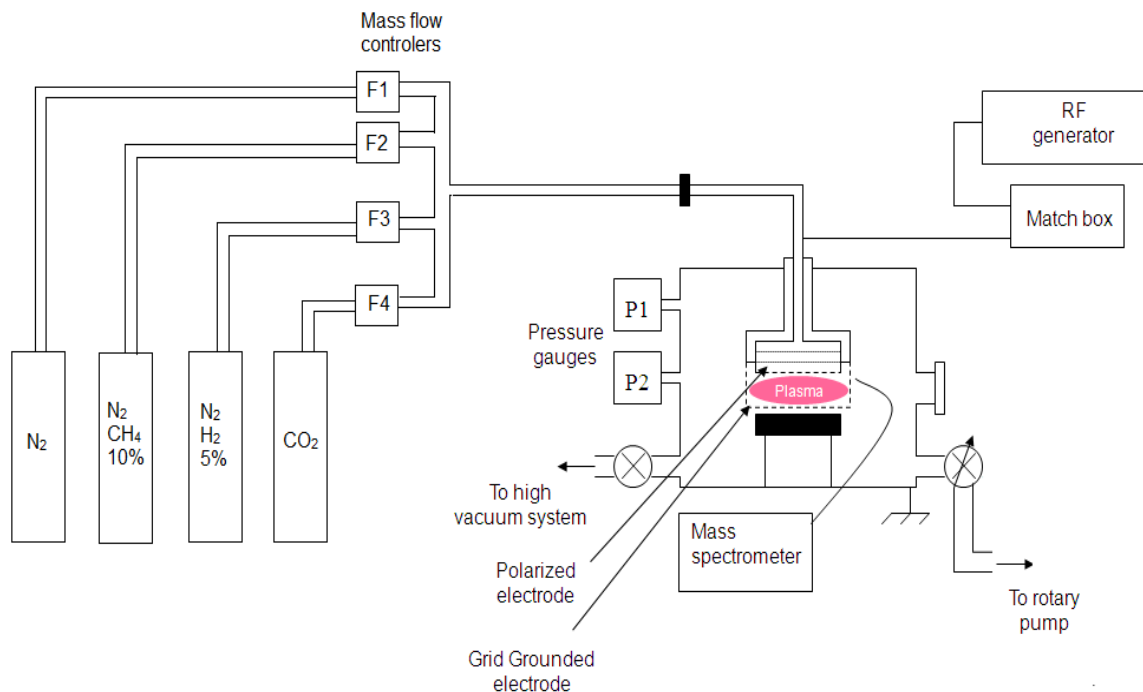 Mass flow
controlers
F1
F2
F3
F4
N₂
N₂
CH₄
10%
N₂
H₂
5%
CO₂
RF
generator
Match box
P1
Pressure
gauges
P2
Plasma
To high
vacuum system
Mass
spectrometer
Polarized
electrode
To rotary
pump
Grid Grounded
electrode